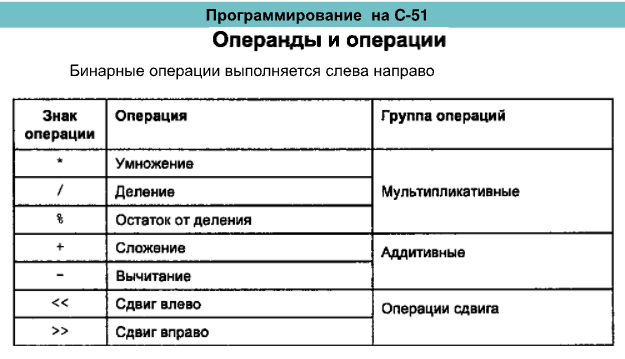 Программирование на С-51
Операнды и операции
Бинарные операции выполняется слева направо
Знак операции Операция Группа операций
* Умножение Мультипликативные
/ Деление
% Остаток от деления
+ Сложение Аддитивные
– Вычитание
<< Сдвиг влево Операции сдвига
>> Сдвиг вправо